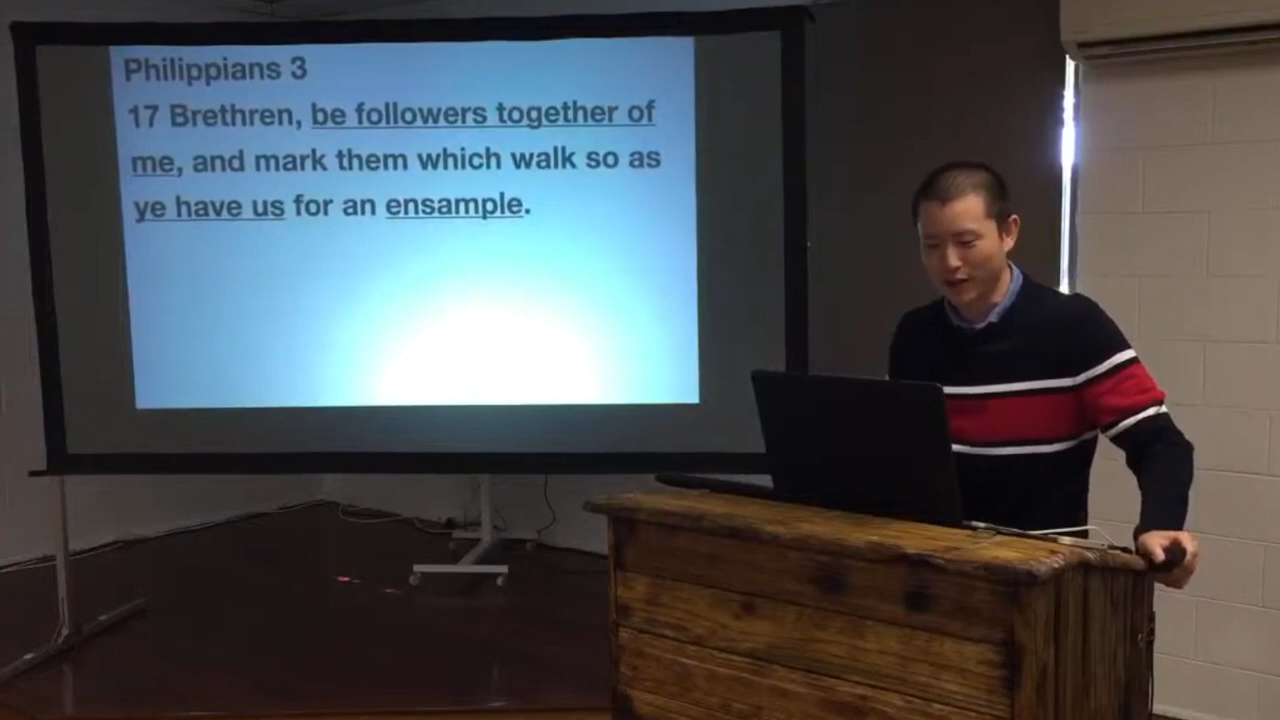 Philippians 3
17 Brethren, be followers together of
me, and mark them which walk so as
ye have us for an ensample.